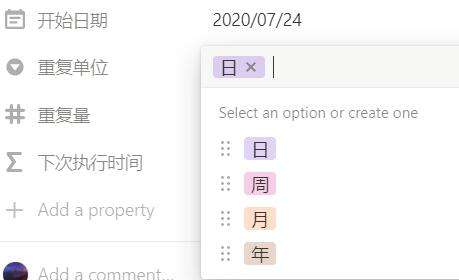 开始日期 2020/07/24
重复单位 日 ×
重复量
Select an option or create one
日
下次执行时间
周
Add a property
月
年
Add a comment...